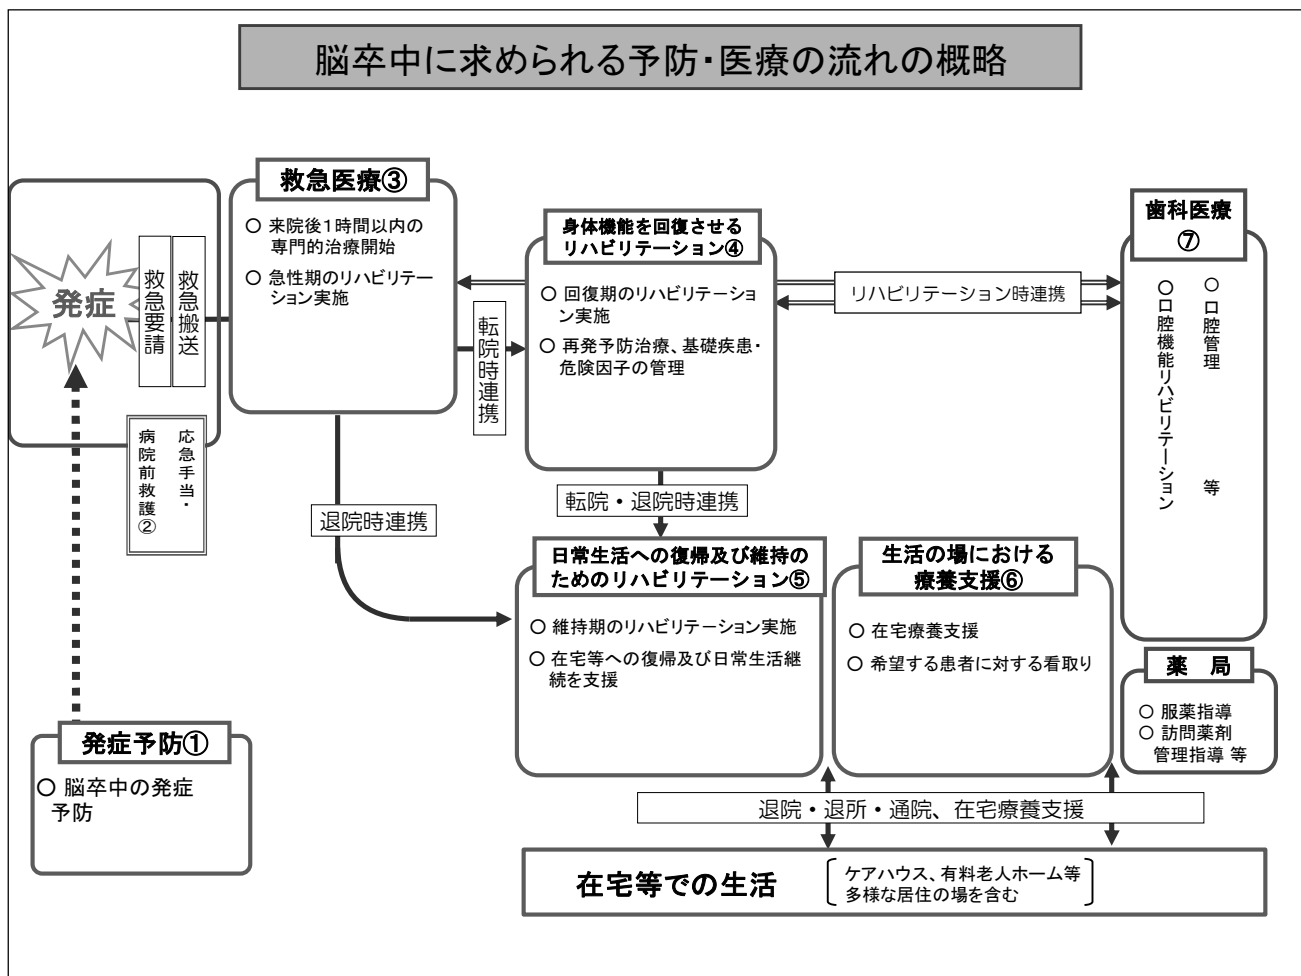 脳卒中に求められる予防・医療の流れの概略
発症
救急要請
救急搬送
応急手当・
病院前救護②
救急医療③
○ 来院後1時間以内の
専門的治療開始
○ 急性期のリハビリテー
ション実施
転院時連携
身体機能を回復させる
リハビリテーション④
○ 回復期のリハビリテーショ
ン実施
○ 再発予防治療、基礎疾患・
危険因子の管理
リハビリテーション時連携
歯科医療
⑦
○ 口腔管理 等
○口腔機能リハビリテーション
退院時連携
転院・退院時連携
日常生活への復帰及び維持の
ためのリハビリテーション⑤
○ 維持期のリハビリテーション実施
○ 在宅等への復帰及び日常生活継
続を支援
生活の場における
療養支援⑥
○ 在宅療養支援
○ 希望する患者に対する看取り
薬 局
○ 服薬指導
○ 訪問薬剤
管理指導 等
発症予防①
○ 脳卒中の発症
予防
退院・退所・通院、在宅療養支援
在宅等での生活
ケアハウス、有料老人ホーム等
多様な居住の場を含む